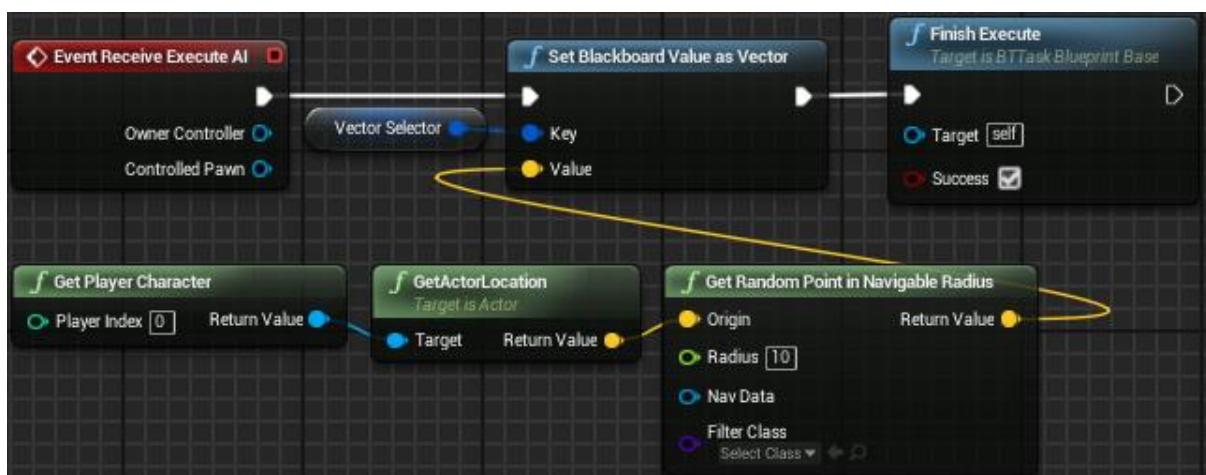 Event Receive Execute AI
Owner Controller
Controlled Pawn
Vector Selector
f Set Blackboard Value as Vector
Key
Value
f Finish Execute
Target is BTTask Blueprint Base
Target self
Success
f Get Player Character
Player Index 0 Return Value
f GetActorLocation
Target is Actor
Target Return Value
f Get Random Point in Navigable Radius
Origin Return Value
Radius 10
Nav Data
Filter Class
Select Class